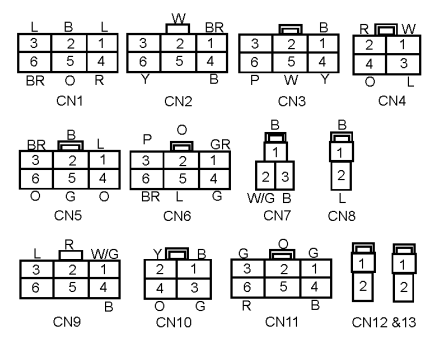 L B L
3 2 1
6 5 4
BR O R
CN1
W BR
3 2 1
6 5 4
Y B
CN2
B
3 2 1
6 5 4
P W Y
CN3
R W
2 1
4 3
O L
CN4
BR B L
3 2 1
6 5 4
O G O
CN5
P O GR
3 2 1
6 5 4
BR L G
CN6
B
1
2 3
W/G B
CN7
B
1
2
L
CN8
L R W/G
3 2 1
6 5 4
B
CN9
Y B
2 1
4 3
O G
CN10
G O G
3 2 1
6 5 4
R B
CN11
1 1
2 2
CN12 &13